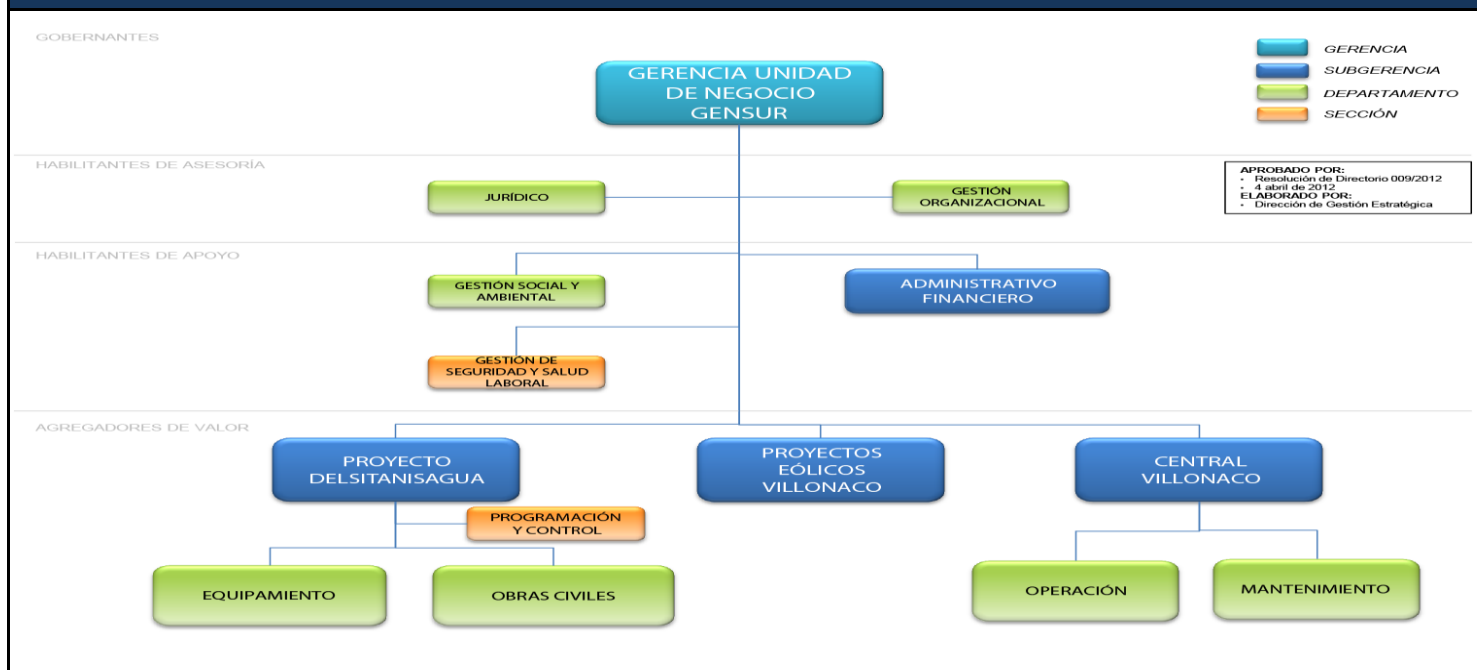 GOBERNANTES
GERENCIA UNIDAD
DE NEGOCIO
GENSUR
GERENCIA
SUBGERENCIA
DEPARTAMENTO
SECCIÓN
HABILITANTES DE ASESORÍA
JURÍDICO
GESTIÓN
ORGANIZACIONAL
APROBADO POR:
- Resolución de Directorio 009/2012
- 4 abril de 2012
ELABORADO POR:
- Dirección de Gestión Estratégica
HABILITANTES DE APOYO
GESTIÓN SOCIAL Y
AMBIENTAL
ADMINISTRATIVO
FINANCIERO
GESTIÓN DE
SEGURIDAD Y SALUD
LABORAL
AGREGADORES DE VALOR
PROYECTO
DELSITANISAGUA
PROYECTOS
EÓLICOS
VILLONACO
CENTRAL
VILLONACO
PROGRAMACIÓN
Y CONTROL
EQUIPAMIENTO
OBRAS CIVILES
OPERACIÓN
MANTENIMIENTO